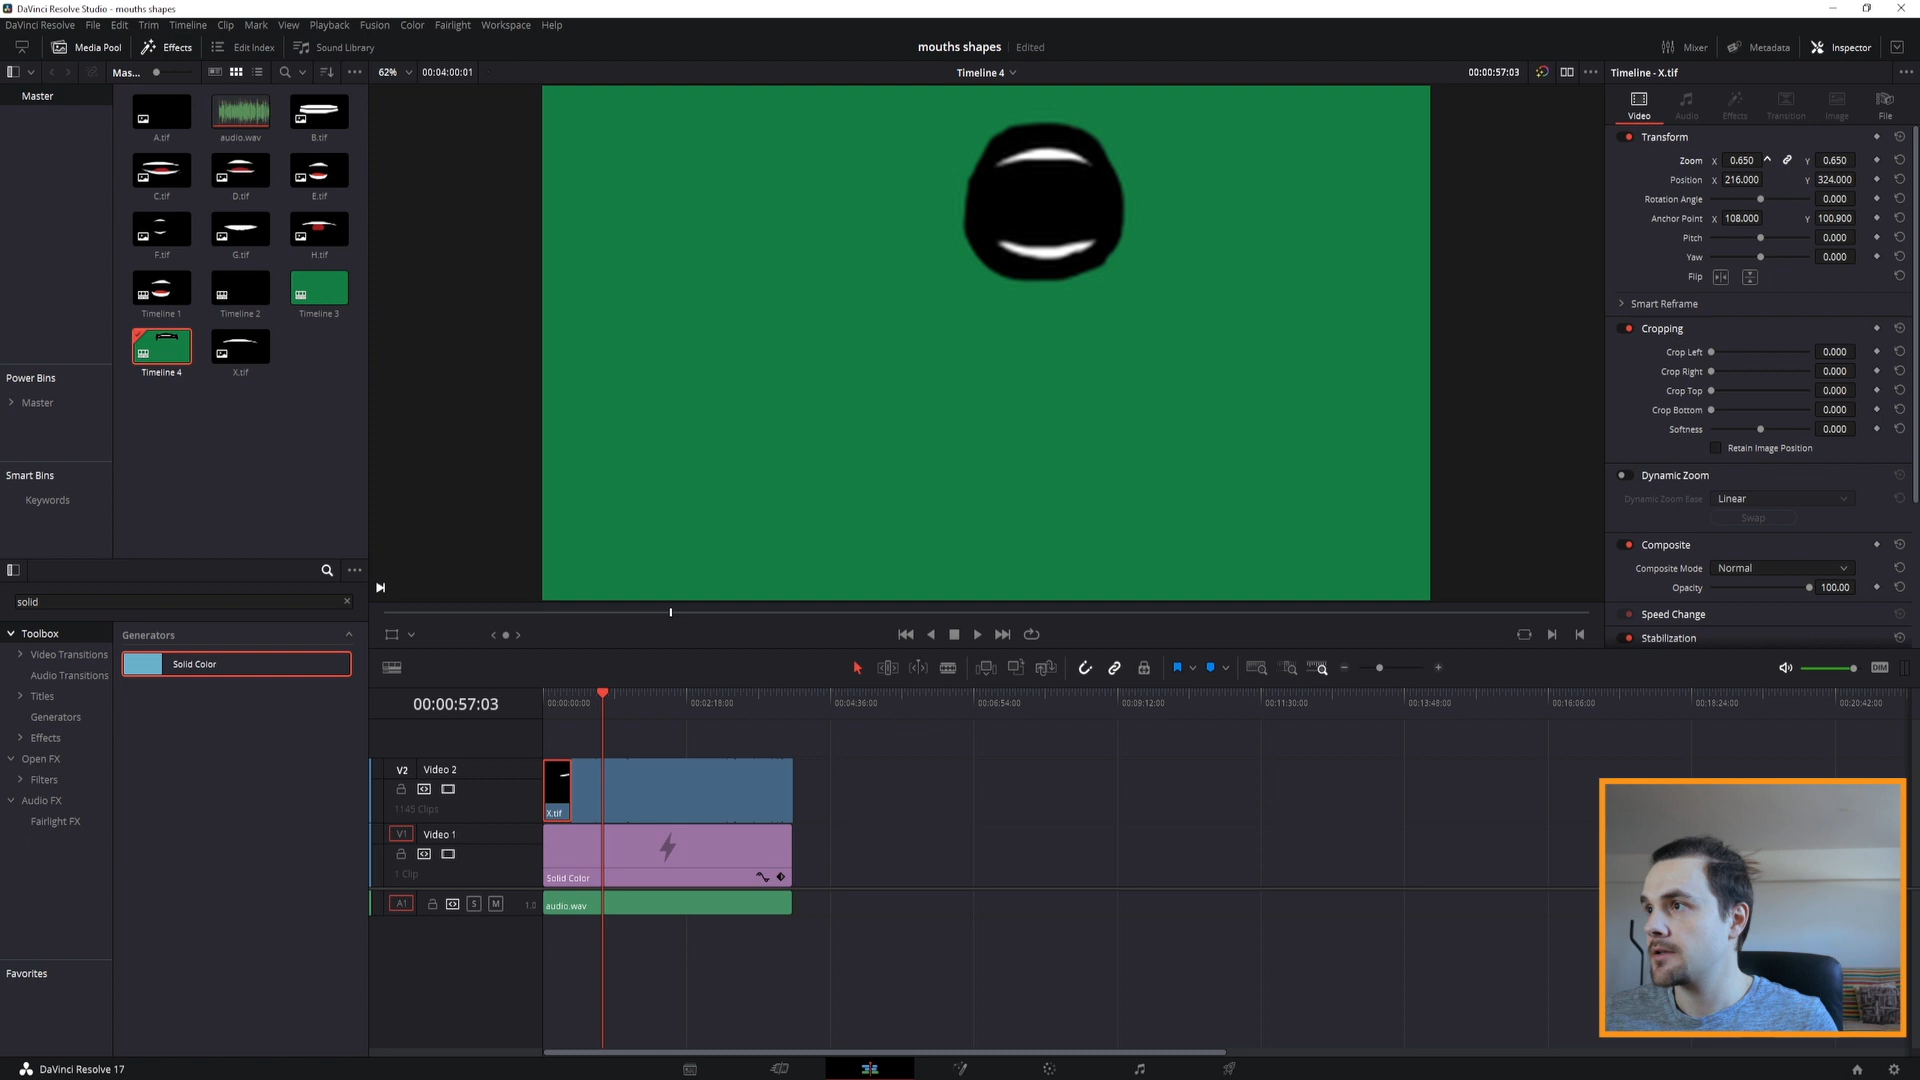 DaVinci Resolve Studio - mouths shapes
DaVinci Resolve File Edit Trim Timeline Clip Mark View Playback Fusion Color Fairlight Workspace Help
Media Pool Effects Edit Index Sound Library mouths shapes Edited Mixer Metadata Inspector
Mas... 62% 00:04:00:01 Timeline 4 00:00:57:03 Timeline - X.tif
Master
A.tif audio.wav B.tif
C.tif D.tif E.tif
F.tif G.tif H.tif
Timeline 1 Timeline 2 Timeline 3
Timeline 4 X.tif
Power Bins
Master
Smart Bins
Keywords
Video Audio Effects Transition Image File
Transform
Zoom X 0.650 Y 0.650
Position X 216.000 Y 324.000
Rotation Angle 0.000
Anchor Point X 108.000 Y 100.900
Pitch 0.000
Yaw 0.000
Flip
Smart Reframe
Cropping
Crop Left 0.000
Crop Right 0.000
Crop Top 0.000
Crop Bottom 0.000
Softness 0.000
Retain Image Position
Dynamic Zoom
Dynamic Zoom Ease Linear
Swap
Composite
Composite Mode Normal
Opacity 100.00
Speed Change
Stabilization
solid
Toolbox
Video Transitions
Audio Transitions
Titles
Generators
Effects
Open FX
Filters
Audio FX
Fairlight FX
Favorites
Generators
Solid Color
DIM
00:00:57:03 00:00:00:00 00:02:18:00 00:04:36:00 00:06:54:00 00:09:12:00 00:11:30:00 00:13:48:00 00:16:06:00 00:18:24:00 00:20:42:00
V2 Video 2
1145 Clips
X.tif
V1 Video 1
1 Clip
Solid Color
A1 S M 1.0 audio.wav
DaVinci Resolve 17